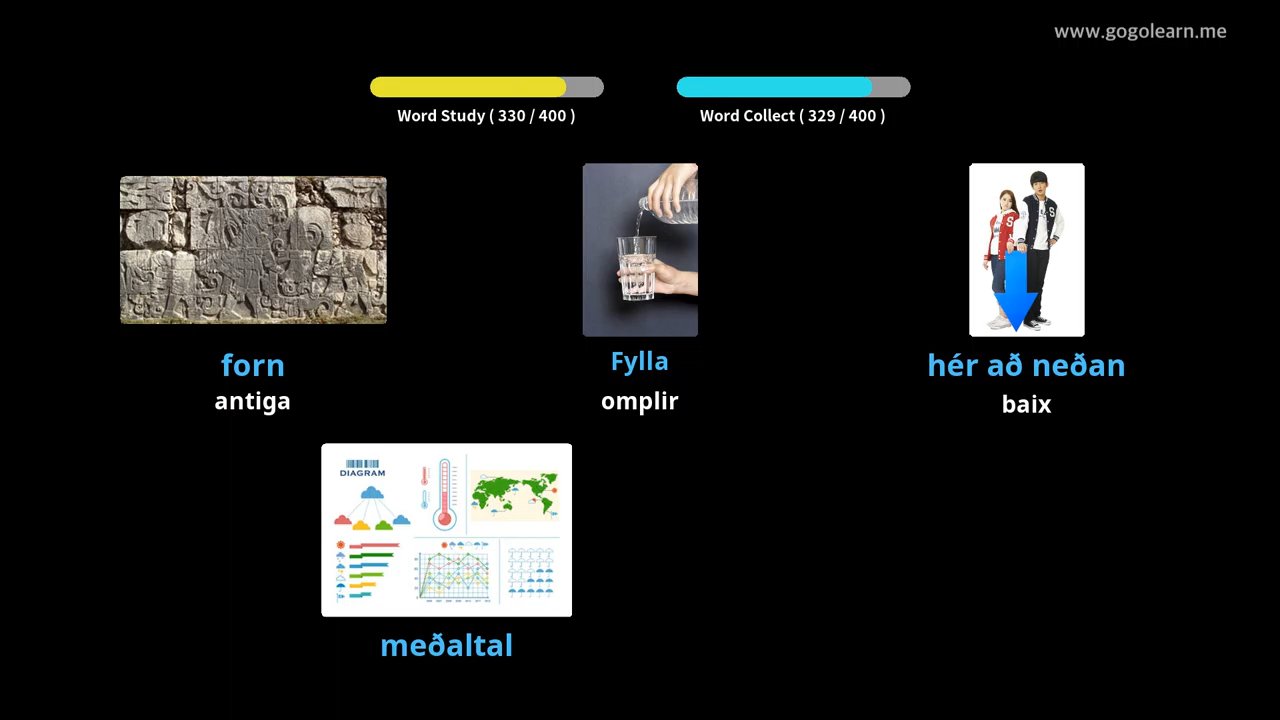 www.gogolearn.me
Word Study ( 330 / 400 )
Word Collect ( 329 / 400 )
forn
antiga
Fylla
omplir
hér að neðan
baix
DIAGRAM
meðaltal